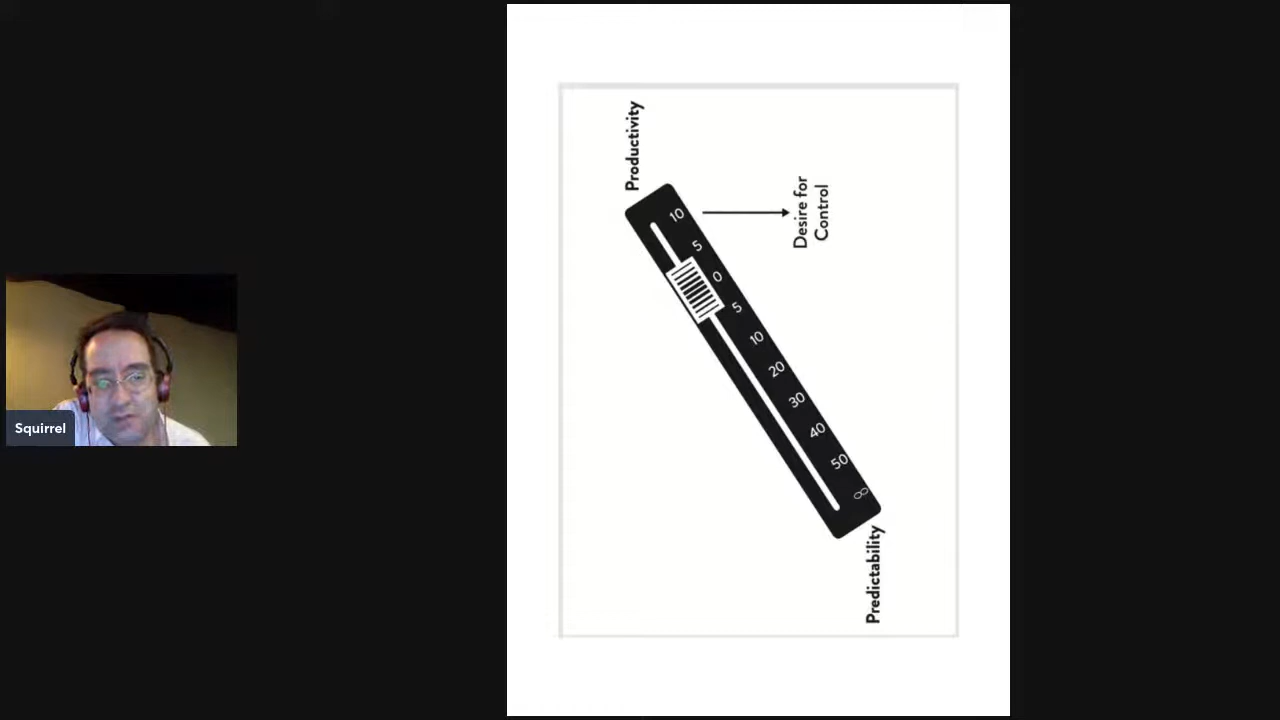 Squirrel
Productivity
10
5
0
5
10
20
30
40
50
∞
Desire for
Control
Predictability